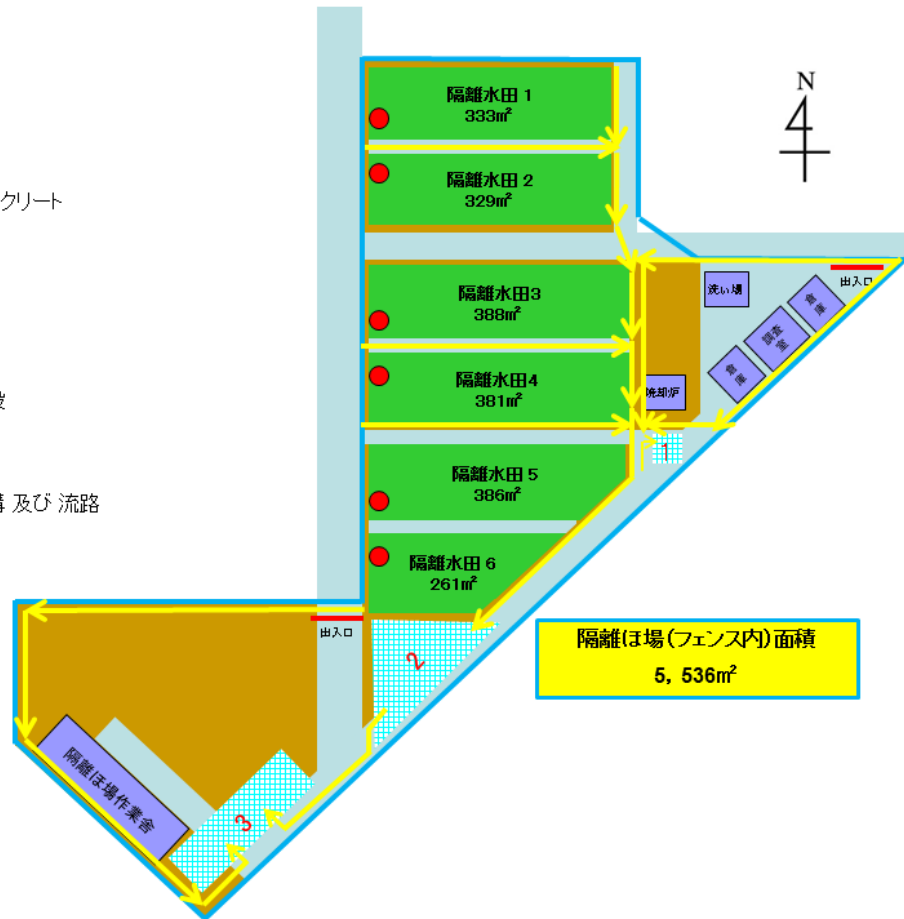 隔離水田 1
333㎡
隔離水田 2
329㎡
N
クリート
隔離水田3
388㎡
洗い場
出入口
倉庫
調査室
倉庫
隔離水田4
381㎡
焼却炉
1
隔離水田 5
386㎡
及び 流路
隔離水田 6
261㎡
出入口
2
隔離ほ場(フェンス内)面積
5, 536㎡
隔離ほ場作業舎
3